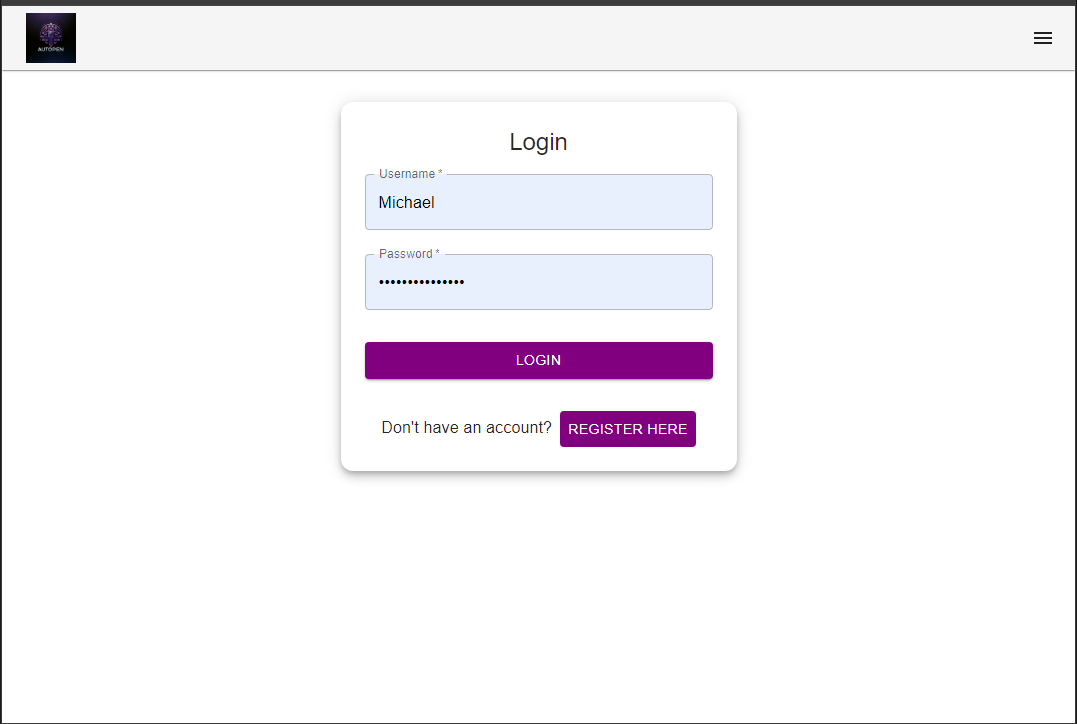 AUTOPEN
Login
Username *
Michael
Password *
•••••••••••••••
LOGIN
Don't have an account? REGISTER HERE